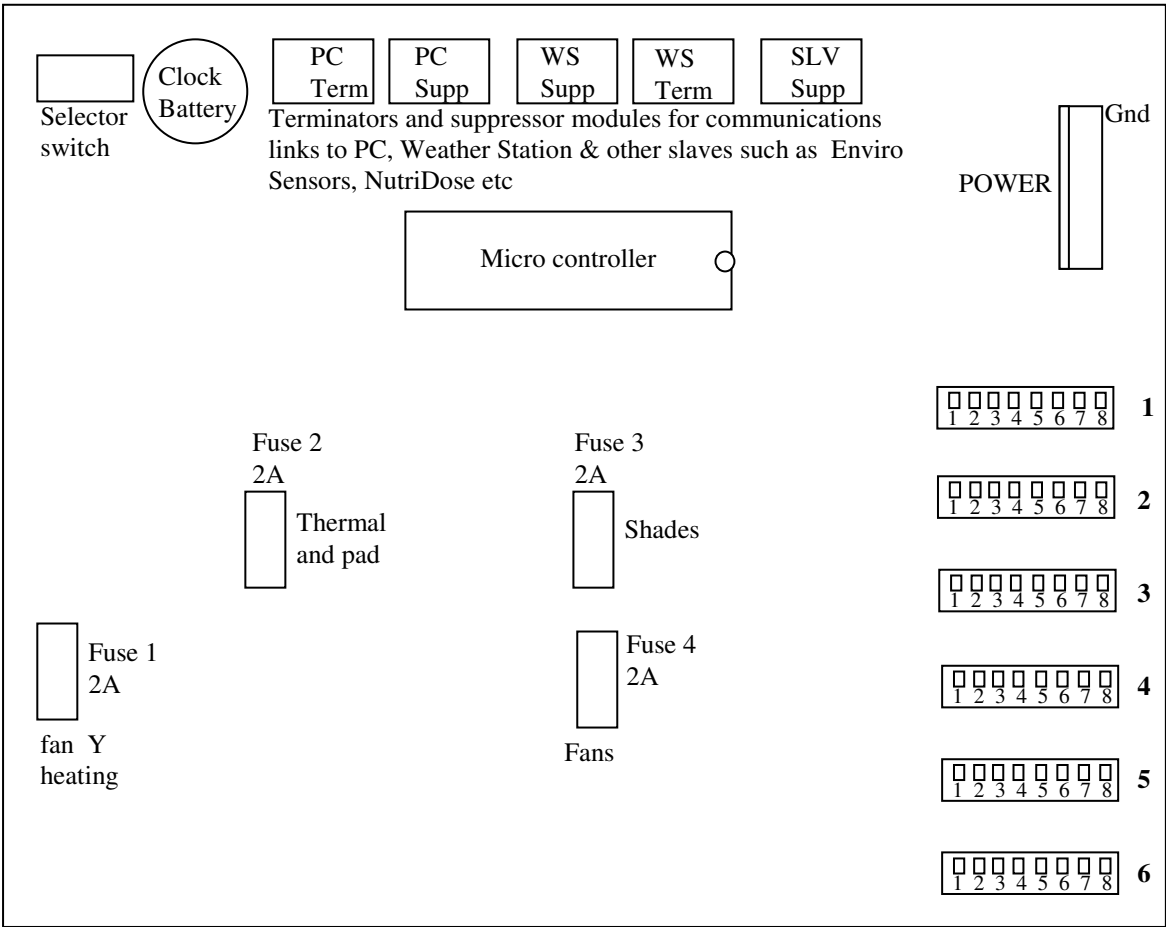 PC Term
PC Supp
WS Supp
WS Term
SLV Supp
Clock Battery
Selector switch
Terminators and suppressor modules for communications
links to PC, Weather Station & other slaves such as Enviro
Sensors, NutriDose etc
Gnd
POWER
Micro controller
1 2 3 4 5 6 7 8 1
Fuse 2
2A
Thermal
and pad
Fuse 3
2A
Shades
1 2 3 4 5 6 7 8 2
1 2 3 4 5 6 7 8 3
Fuse 1
2A
fan Y
heating
Fuse 4
2A
Fans
1 2 3 4 5 6 7 8 4
1 2 3 4 5 6 7 8 5
1 2 3 4 5 6 7 8 6